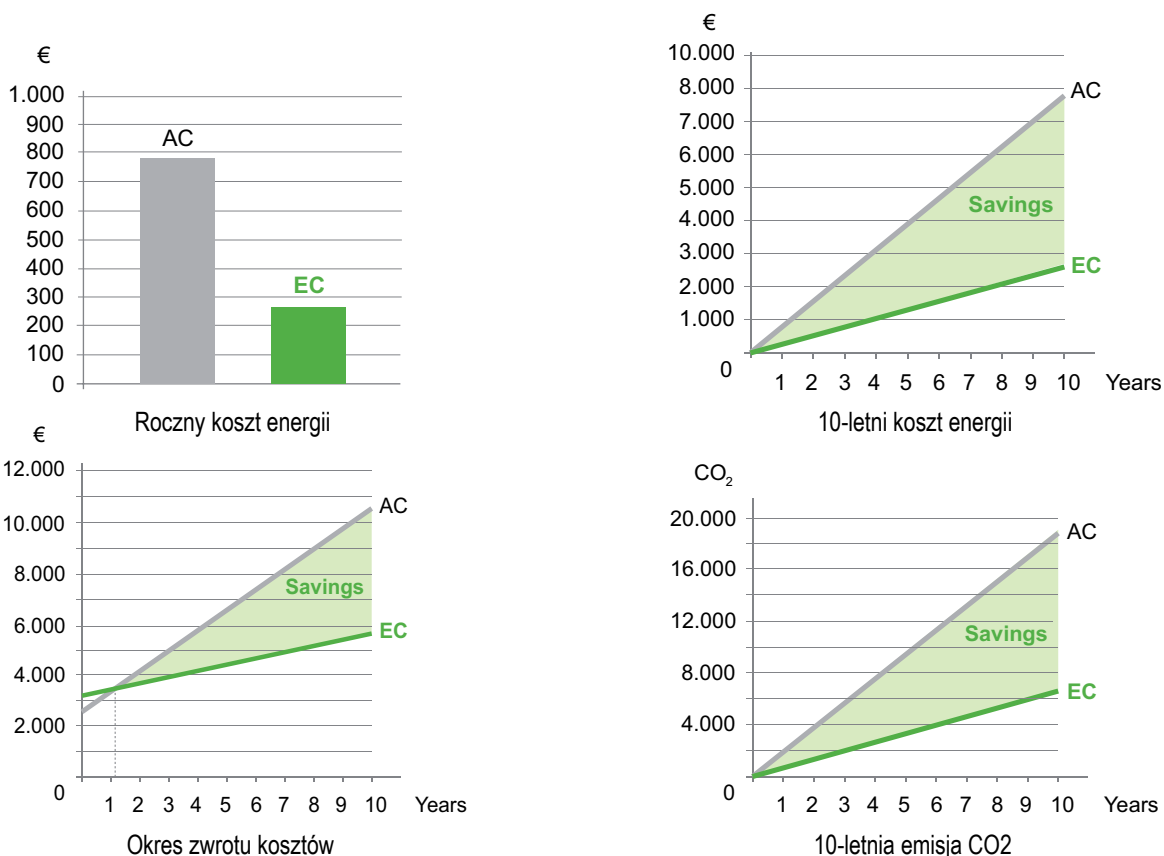 €
1.000
900
800
700
600
500
400
300
200
100
0
AC
EC
Roczny koszt energii
€
10.000
8.000
7.000
6.000
5.000
4.000
3.000
2.000
1.000
0
AC
Savings
EC
1 2 3 4 5 6 7 8 9 10 Years
10-letni koszt energii
€
12.000
10.000
8.000
6.000
4.000
2.000
0
AC
Savings
EC
1 2 3 4 5 6 7 8 9 10 Years
Okres zwrotu kosztów
CO₂
20.000
16.000
12.000
8.000
4.000
0
AC
Savings
EC
1 2 3 4 5 6 7 8 9 10 Years
10-letnia emisja CO2